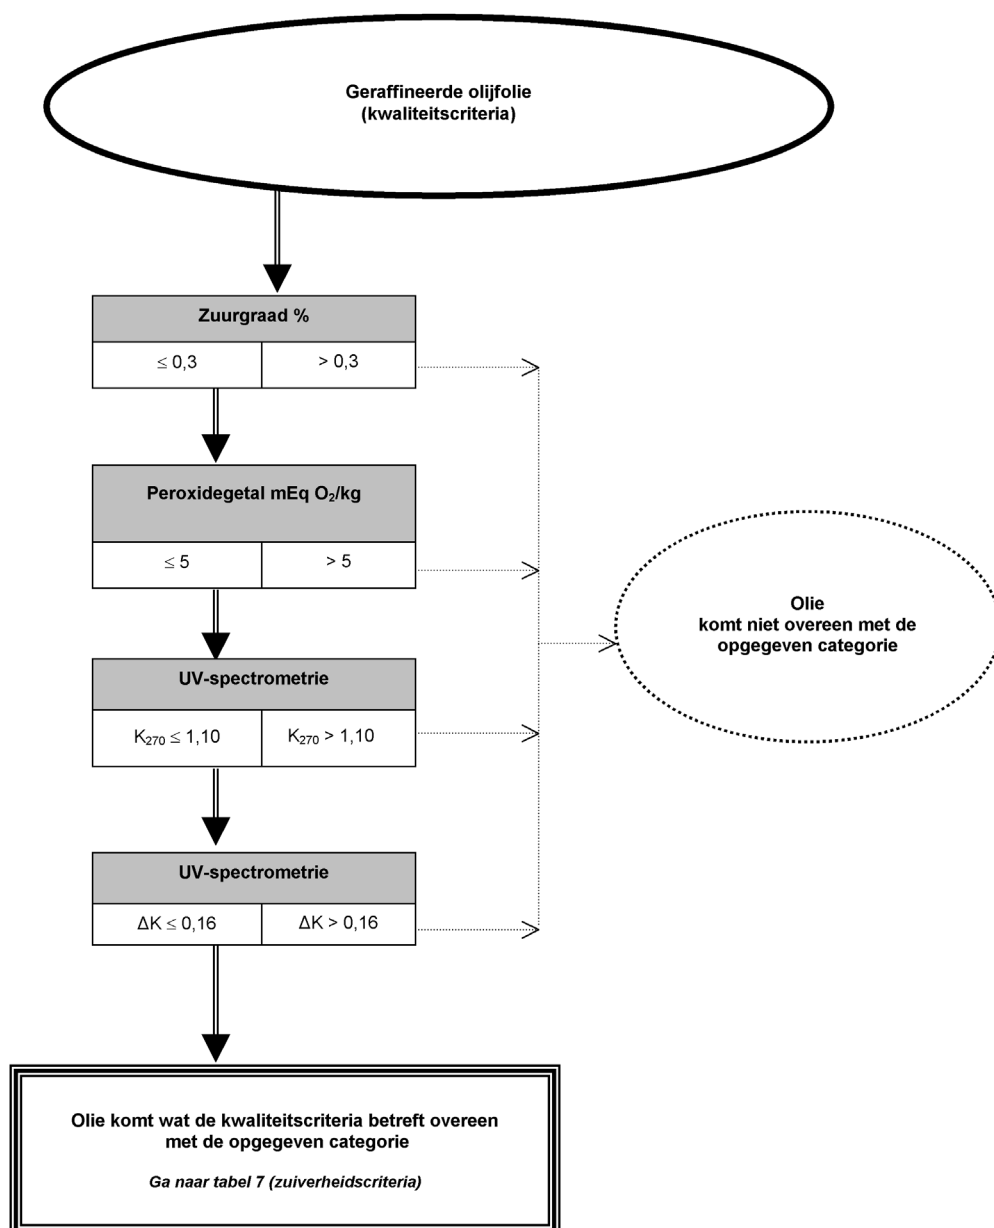 Geraffineerde olijfolie
(kwaliteitscriteria)
Zuurgraad %
≤ 0,3
> 0,3
Peroxidegetal mEq O₂/kg
≤ 5
> 5
UV-spectrometrie
K₂₇₀ ≤ 1,10
K₂₇₀ > 1,10
UV-spectrometrie
ΔK ≤ 0,16
ΔK > 0,16
Olie
komt niet overeen met de
opgegeven categorie
Olie komt wat de kwaliteitscriteria betreft overeen
met de opgegeven categorie
Ga naar tabel 7 (zuiverheidscriteria)